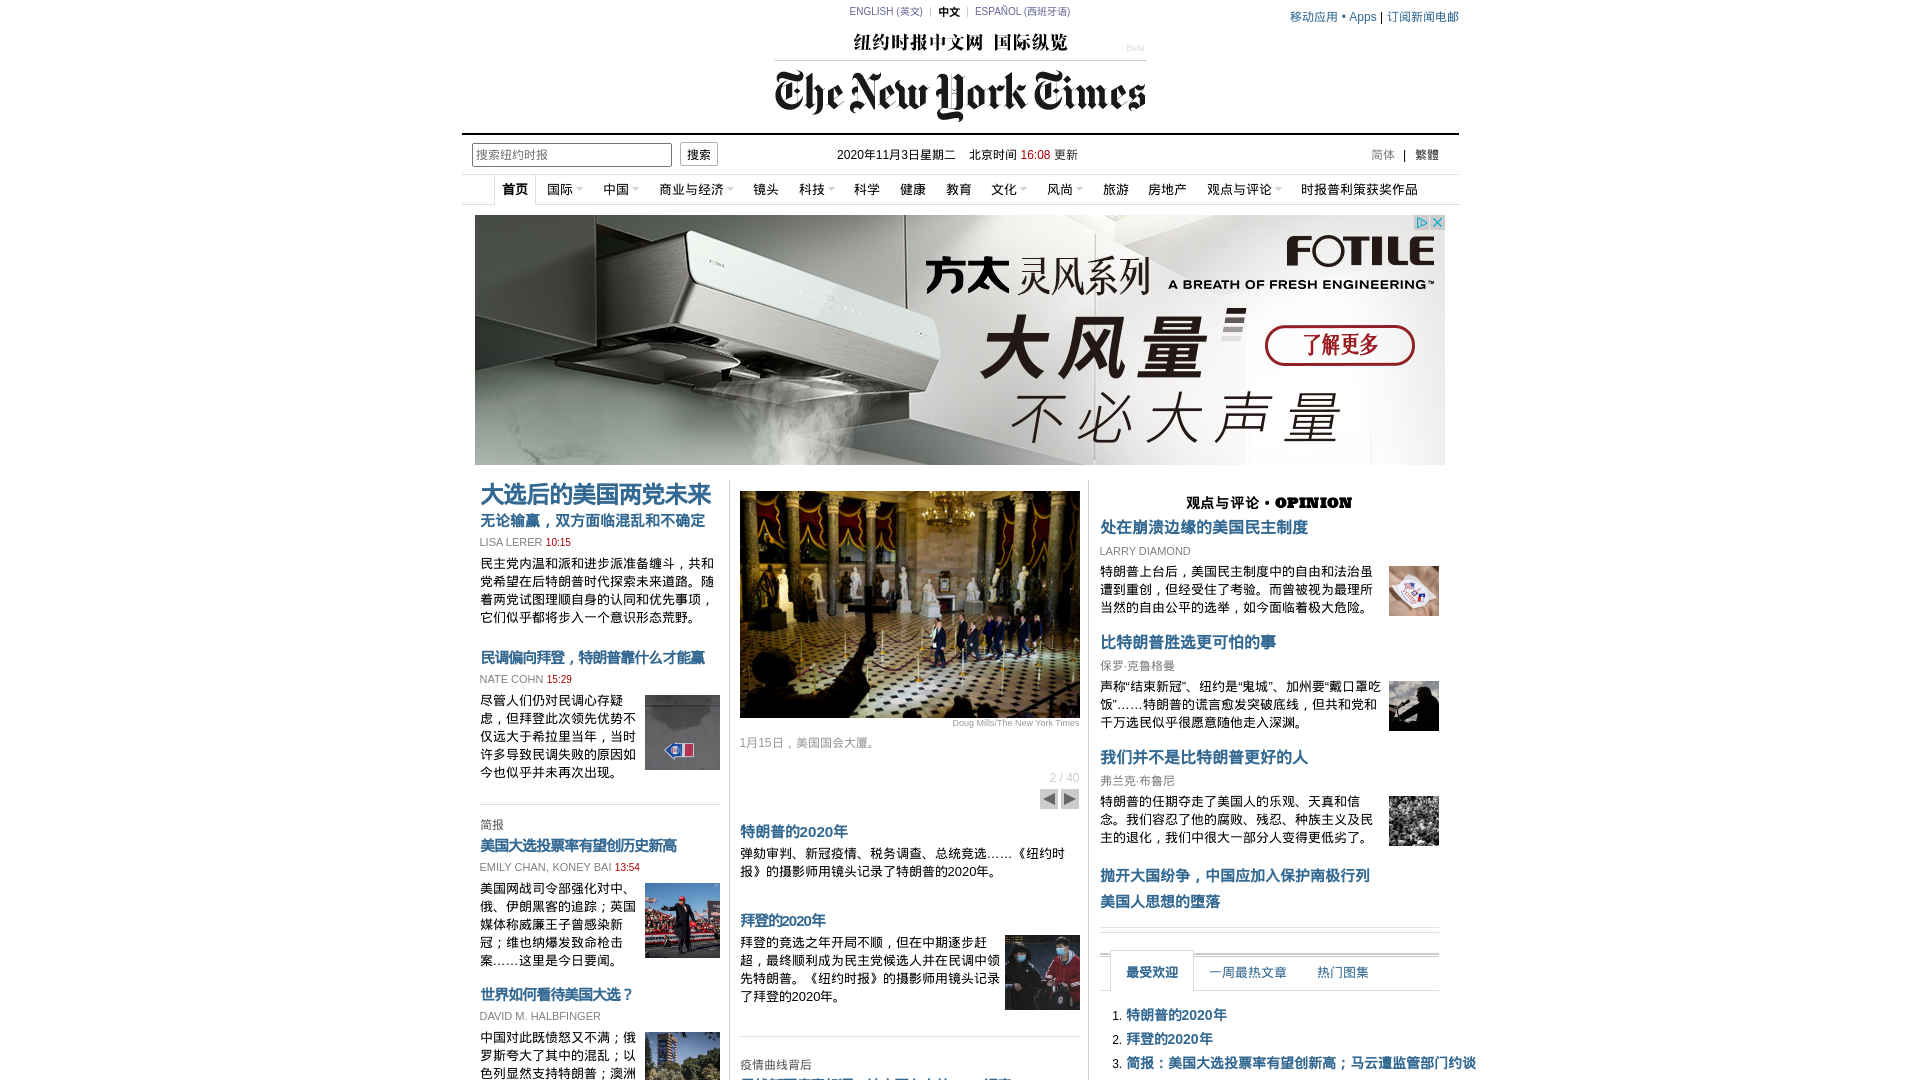 ENGLISH (英文) 中文 ESPAÑOL (西班牙语)
移动应用 • Apps | 订阅新闻电邮
纽约时报中文网 国际纵览
Beta
The New York Times
搜索纽约时报 搜索
2020年11月3日星期二 北京时间 16:08 更新
简体 | 繁體
首页 国际 中国 商业与经济 镜头 科技 科学 健康 教育 文化 风尚 旅游 房地产 观点与评论 时报普利策获奖作品
FOTILE
方太 灵风系列 A BREATH OF FRESH ENGINEERING™
大风量
了解更多
不必大声量
FOTILE
大选后的美国两党未来
无论输赢，双方面临混乱和不确定
LISA LERER 10:15
民主党内温和派和进步派准备缠斗，共和
党希望在后特朗普时代探索未来道路。随
着两党试图理顺自身的认同和优先事项，
它们似乎都将步入一个意识形态荒野。
民调偏向拜登，特朗普靠什么才能赢
NATE COHN 15:29
尽管人们仍对民调心存疑
虑，但拜登此次领先优势不
仅远大于希拉里当年，当时
许多导致民调失败的原因如
今也似乎并未再次出现。
简报
美国大选投票率有望创历史新高
EMILY CHAN, KONEY BAI 13:54
美国网战司令部强化对中、
俄、伊朗黑客的追踪；英国
媒体称威廉王子曾感染新
冠；维也纳爆发致命枪击
案……这里是今日要闻。
世界如何看待美国大选？
DAVID M. HALBFINGER
中国对此既愤怒又不满；俄
罗斯夸大了其中的混乱；以
色列显然支持特朗普；澳洲
Doug Mills/The New York Times
1月15日，美国国会大厦。
2 / 40
特朗普的2020年
弹劾审判、新冠疫情、税务调查、总统竞选……《纽约时
报》的摄影师用镜头记录了特朗普的2020年。
拜登的2020年
拜登的竞选之年开局不顺，但在中期逐步赶
超，最终顺利成为民主党候选人并在民调中领
先特朗普。《纽约时报》的摄影师用镜头记录
了拜登的2020年。
疫情曲线背后
观点与评论 • OPINION
处在崩溃边缘的美国民主制度
LARRY DIAMOND
特朗普上台后，美国民主制度中的自由和法治虽
遭到重创，但经受住了考验。而曾被视为最理所
当然的自由公平的选举，如今面临着极大危险。
比特朗普胜选更可怕的事
保罗·克鲁格曼
声称“结束新冠”、纽约是“鬼城”、加州要“戴口罩吃
饭”……特朗普的谎言愈发突破底线，但共和党和
千万选民似乎很愿意随他走入深渊。
我们并不是比特朗普更好的人
弗兰克·布鲁尼
特朗普的任期夺走了美国人的乐观、天真和信
念。我们容忍了他的腐败、残忍、种族主义及民
主的退化，我们中很大一部分人变得更低劣了。
抛开大国纷争，中国应加入保护南极行列
美国人思想的堕落
最受欢迎 一周最热文章 热门图集
1. 特朗普的2020年
2. 拜登的2020年
3. 简报：美国大选投票率有望创新高；马云遭监管部门约谈